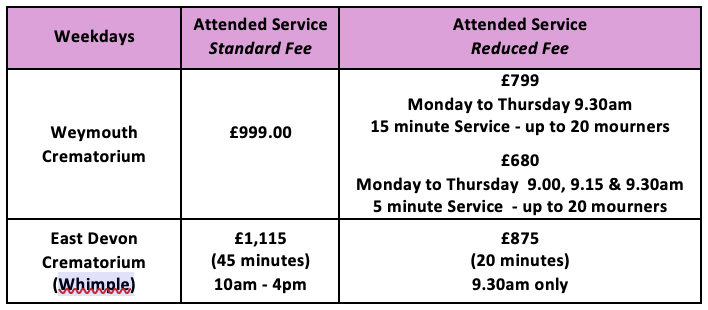 Weekdays
Attended Service
Standard Fee
Attended Service
Reduced Fee
Weymouth
Crematorium
£999.00
£799
Monday to Thursday 9.30am
15 minute Service - up to 20 mourners
£680
Monday to Thursday  9.00, 9.15 & 9.30am
5 minute Service  - up to 20 mourners
East Devon
Crematorium
(Whimple)
£1,115
(45 minutes)
10am - 4pm
£875
(20 minutes)
9.30am only